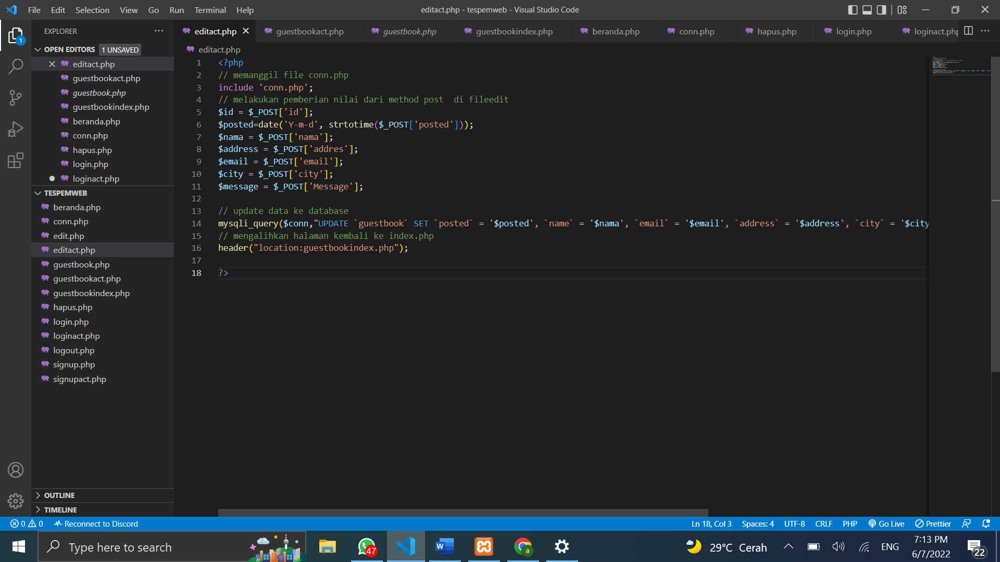 File Edit Selection View Go Run Terminal Help
editact.php - tespemweb - Visual Studio Code
EXPLORER
OPEN EDITORS 1 UNSAVED
editact.php
guestbookact.php
guestbook.php
guestbookindex.php
beranda.php
conn.php
hapus.php
login.php
loginact.php
TESPEMWEB
beranda.php
conn.php
edit.php
editact.php
guestbook.php
guestbookact.php
guestbookindex.php
hapus.php
login.php
loginact.php
logout.php
signup.php
signupact.php
OUTLINE
TIMELINE
editact.php guestbookact.php guestbook.php guestbookindex.php beranda.php conn.php hapus.php login.php loginact.php
editact.php
1 <?php
2 // memanggil file conn.php
3 include 'conn.php';
4 // melakukan pemberian nilai dari method post  di fileedit
5 $id = $_POST['id'];
6 $posted=date('Y-m-d', strtotime($_POST['posted']));
7 $nama = $_POST['nama'];
8 $address = $_POST['addres'];
9 $email = $_POST['email'];
10 $city = $_POST['city'];
11 $message = $_POST['Message'];
12
13 // update data ke database
14 mysqli_query($conn,"UPDATE `guestbook` SET `posted` = '$posted', `name` = '$nama', `email` = '$email', `address` = '$address', `city` = '$city
15 // mengalihkan halaman kembali ke index.php
16 header("location:guestbookindex.php");
17
18 ?>
0 0 Reconnect to Discord
Ln 18, Col 3 Spaces: 4 UTF-8 CRLF PHP Go Live Prettier
Type here to search
47
29°C Cerah
ENG
7:13 PM
6/7/2022
22